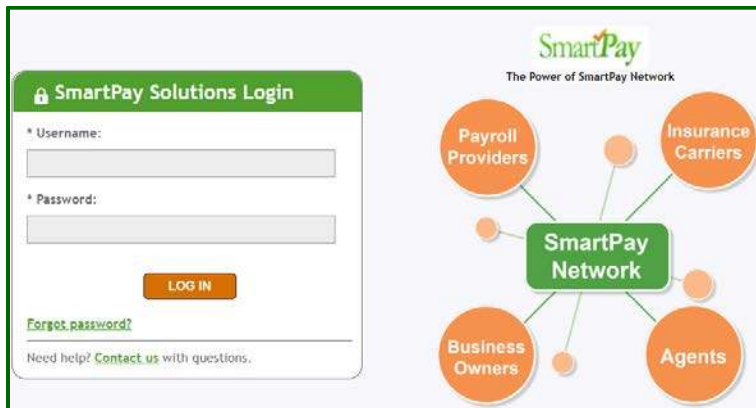 SmartPay Solutions Login
* Username:
* Password:
LOG IN
Forgot password?
Need help? Contact us with questions.
SmartPay
The Power of SmartPay Network
Payroll
Providers
Insurance
Carriers
SmartPay
Network
Business
Owners
Agents